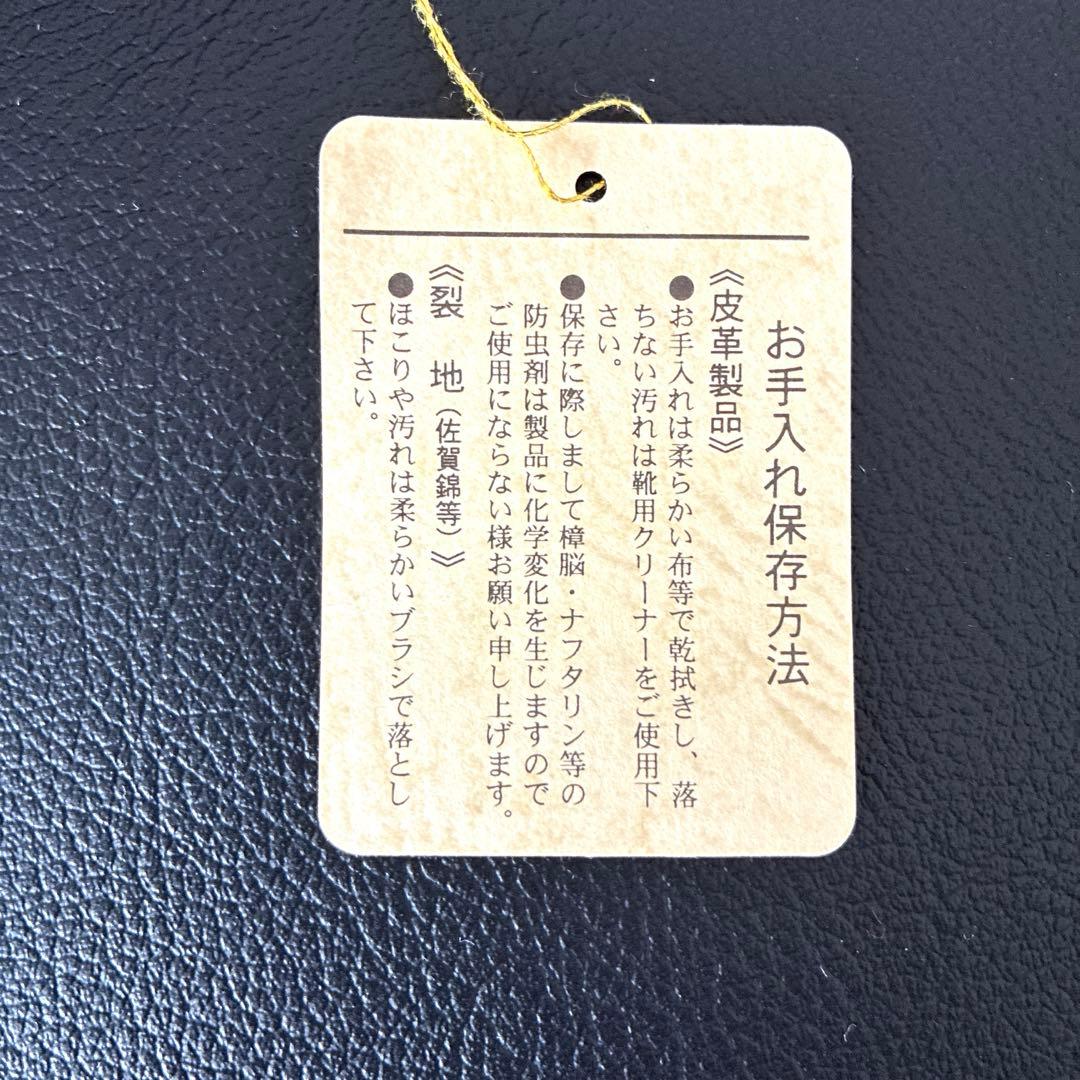 お手入れ保存方法
《皮革製品》
●お手入れは柔らかい布等で乾拭きし、落
ちない汚れは靴用クリーナーをご使用下
さい。
●保存に際しまして樟脳・ナフタリン等の
防虫剤は製品に化学変化を生じますので
ご使用にならない様お願い申し上げます。
《裂　地（佐賀錦等）》
●ほこりや汚れは柔らかいブラシで落とし
て下さい。